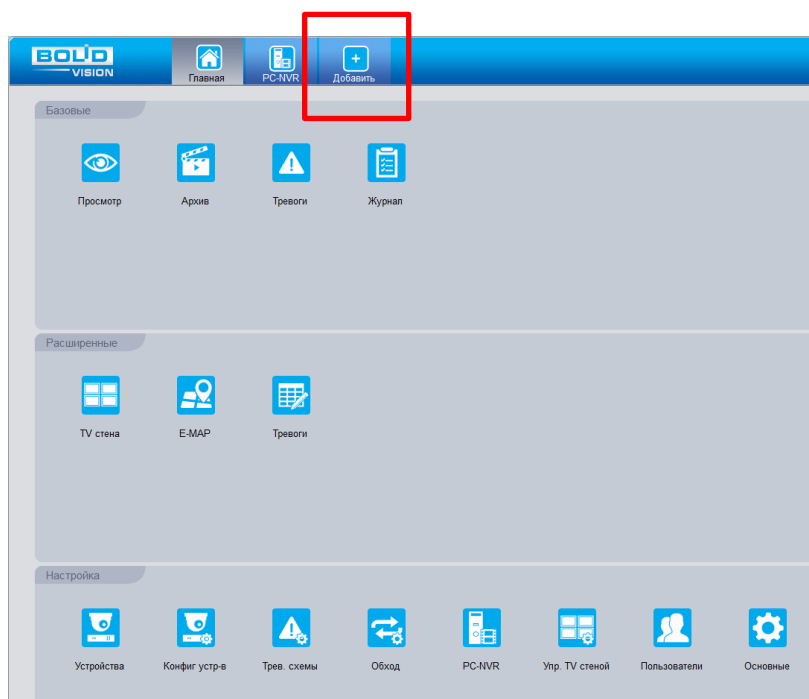 BOLID
VISION
Главная
PC-NVR
Добавить
Базовые
Просмотр
Архив
Тревоги
Журнал
Расширенные
TV стена
E-MAP
Тревоги
Настройка
Устройства
Конфиг устр-в
Трев. схемы
Обход
PC-NVR
Упр. TV стеной
Пользователи
Основные